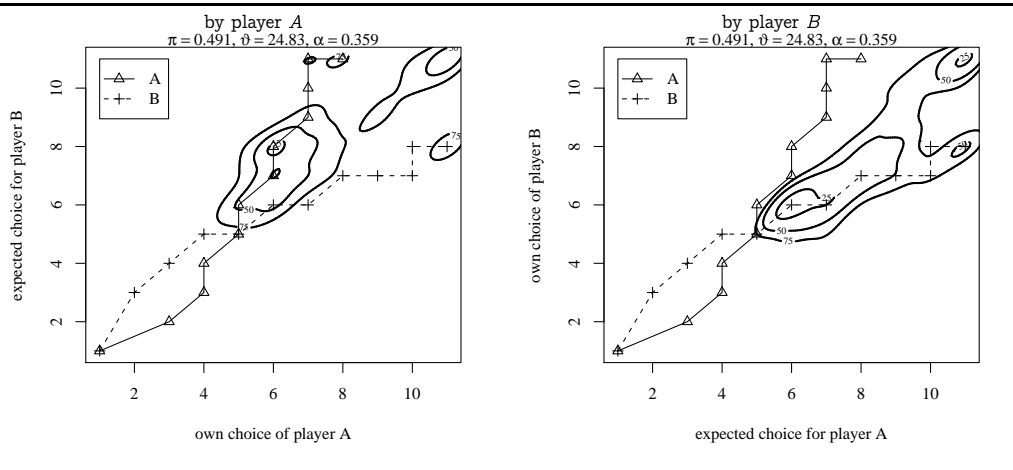 by player A
π = 0.491, ϑ = 24.83, α = 0.359
A
B
25
50
75
50
75
expected choice for player B
2
4
6
8
10
2
4
6
8
10
own choice of player A
by player B
π = 0.491, ϑ = 24.83, α = 0.359
A
B
25
50
25
50
75
own choice of player B
2
4
6
8
10
2
4
6
8
10
expected choice for player A